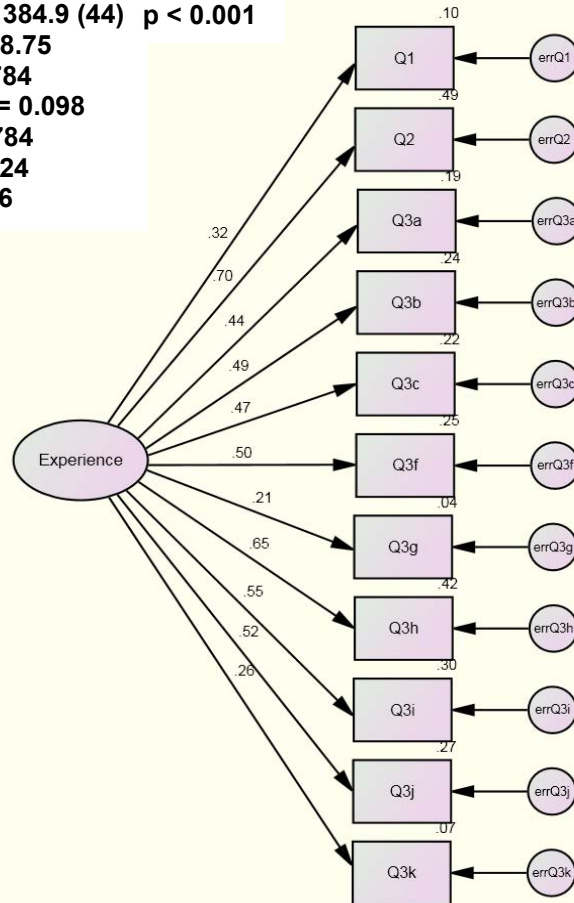 384.9 (44) p < 0.001
8.75
784
= 0.098
784
24
6
.10
Q1
errQ1
.49
Q2
errQ2
.19
Q3a
errQ3a
.24
Q3b
errQ3b
.22
Q3c
errQ3c
.25
Q3f
errQ3f
.04
Q3g
errQ3g
.42
Q3h
errQ3h
.30
Q3i
errQ3i
.27
Q3j
errQ3j
.07
Q3k
errQ3k
.32
.70
.44
.49
.47
.50
.21
.65
.55
.52
.26
Experience